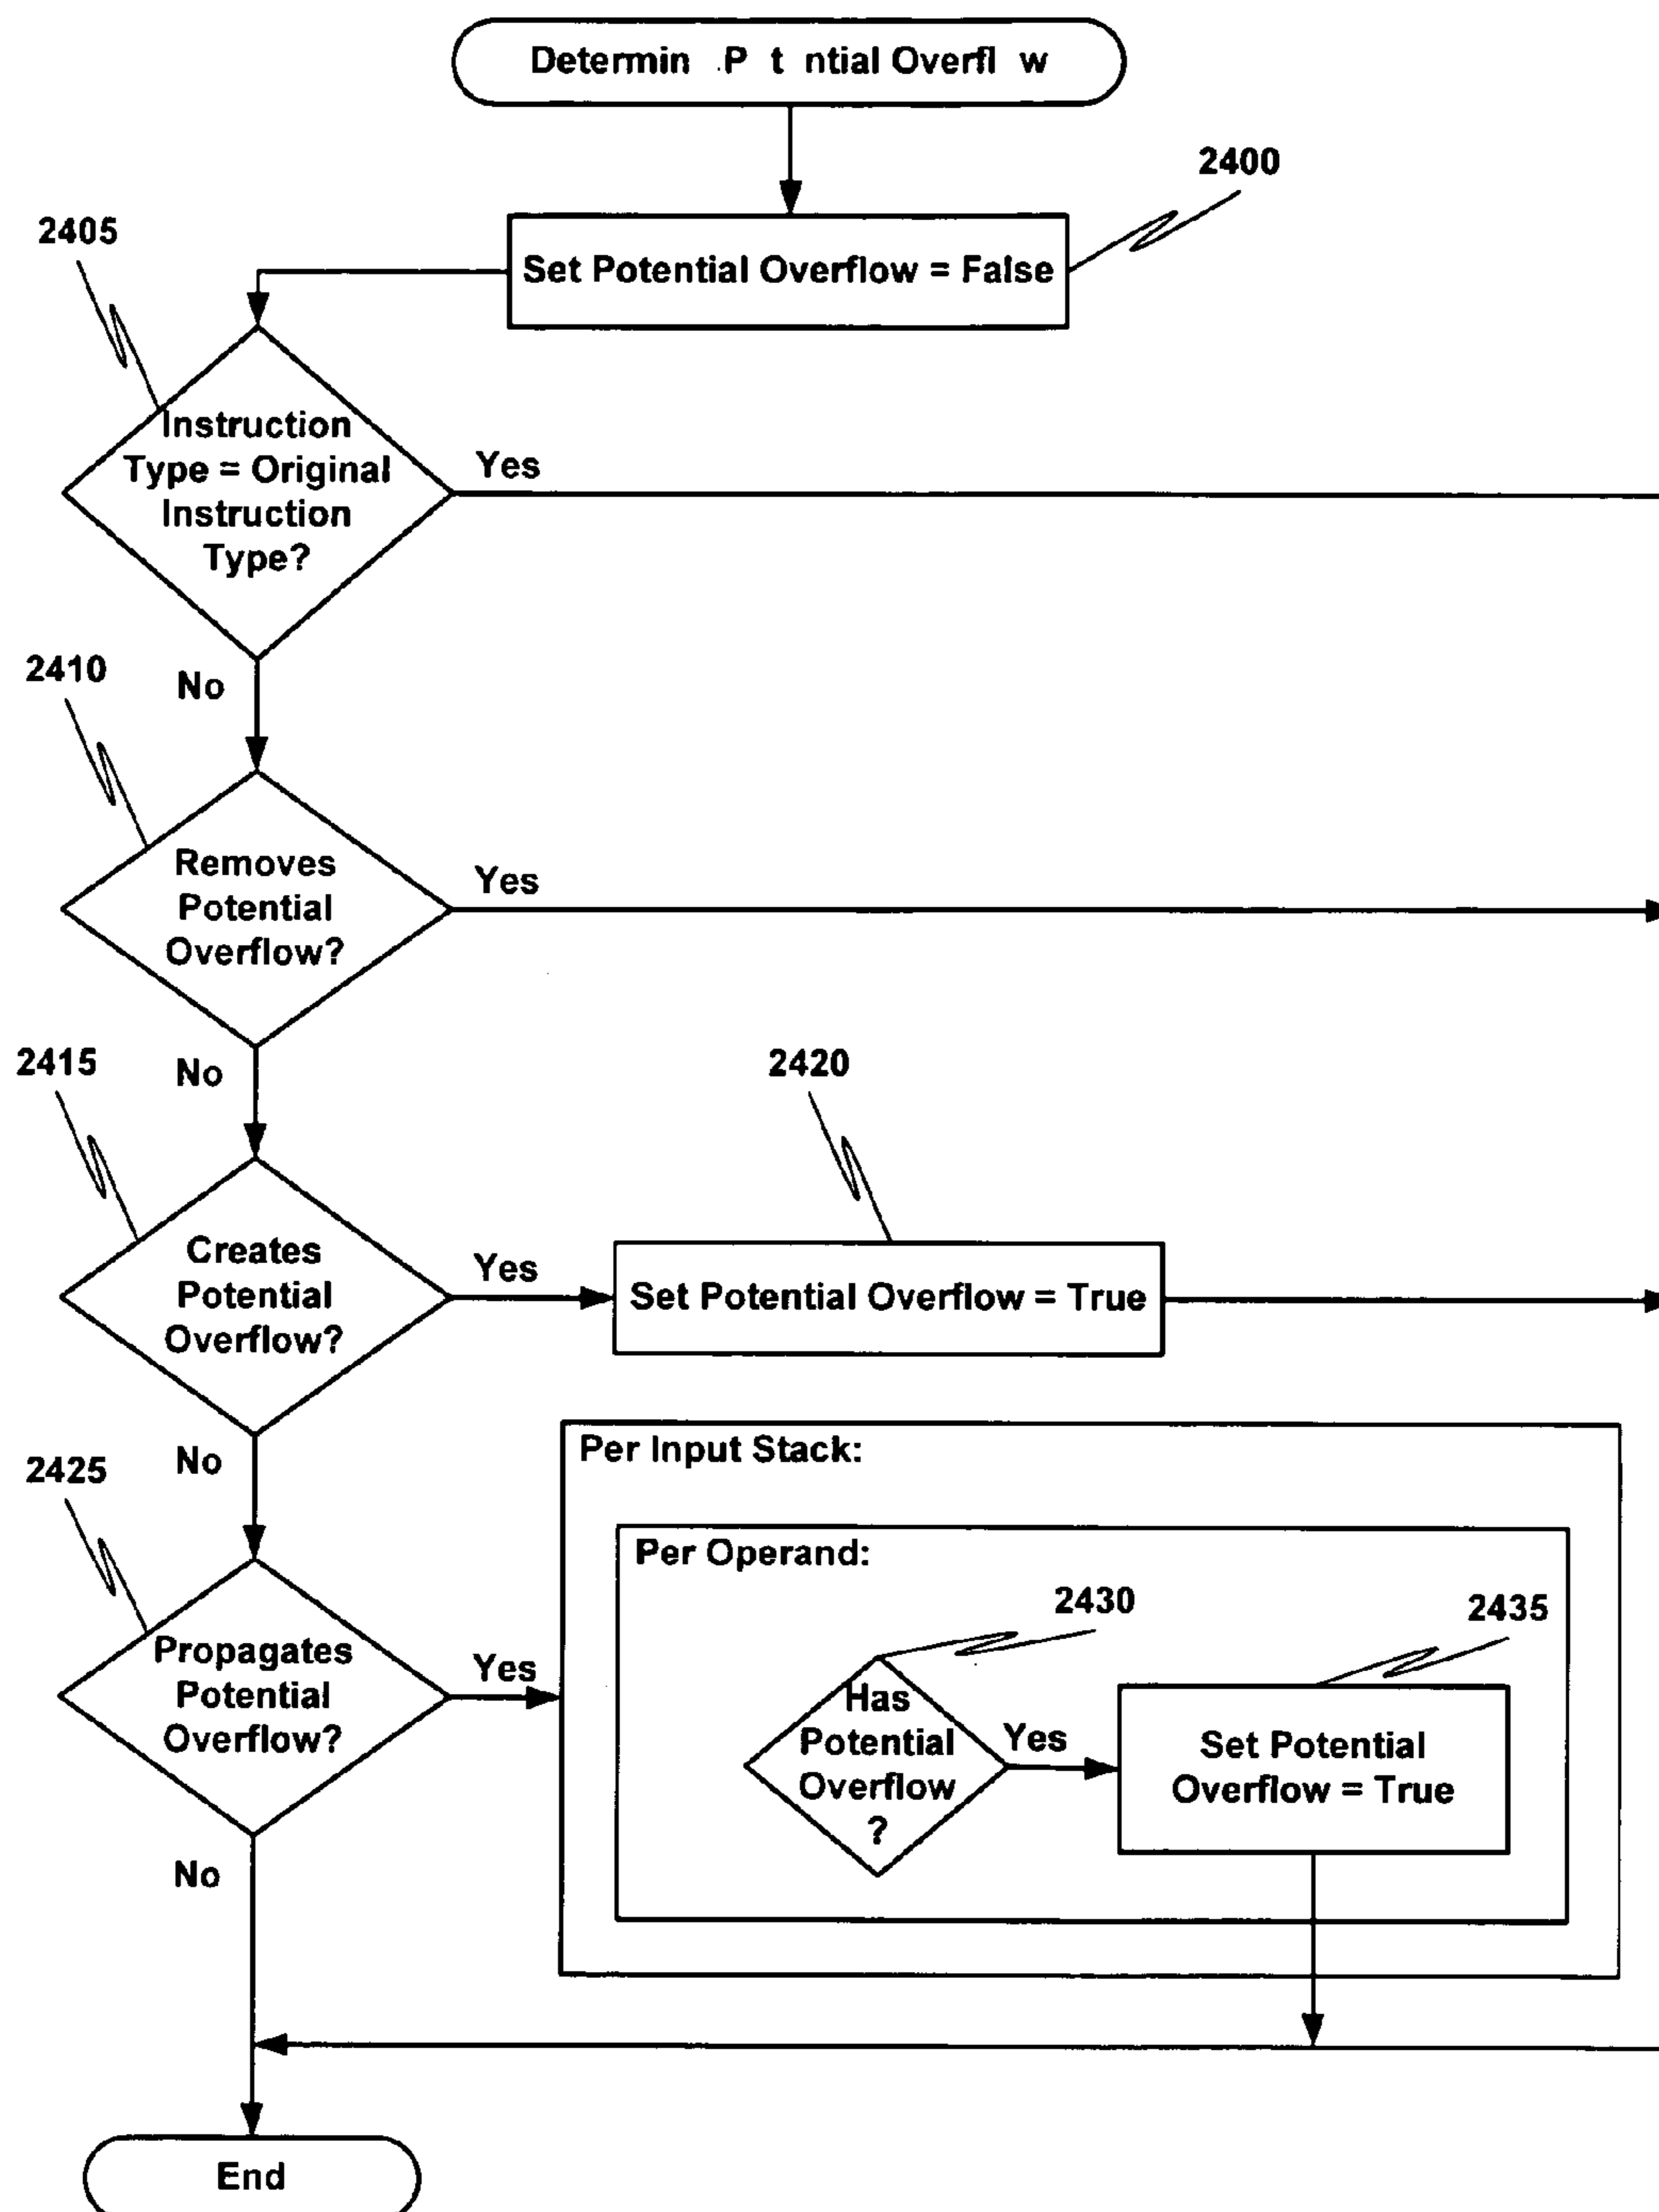 Determin P t ntial Overfl w
2400
Set Potential Overflow = False
2405
Instruction
Type = Original
Instruction
Type?
Yes
No
2410
Removes
Potential
Overflow?
Yes
No
2415
Creates
Potential
Overflow?
Yes
2420
Set Potential Overflow = True
No
2425
Propagates
Potential
Overflow?
Yes
Per Input Stack:
Per Operand:
2430
Has
Potential
Overflow
?
Yes
2435
Set Potential
Overflow = True
No
End